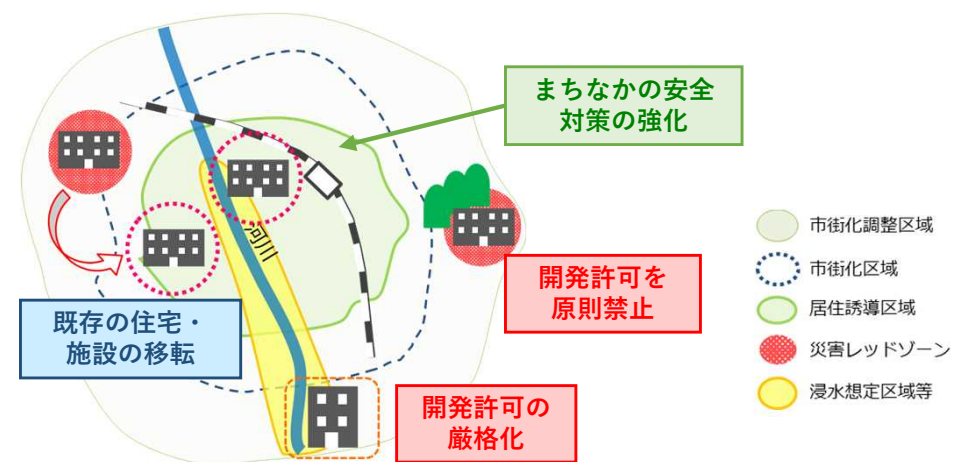 まちなかの安全
対策の強化
河川
市街化調整区域
市街化区域
居住誘導区域
災害レッドゾーン
浸水想定区域等
開発許可を
原則禁止
既存の住宅・
施設の移転
開発許可の
厳格化